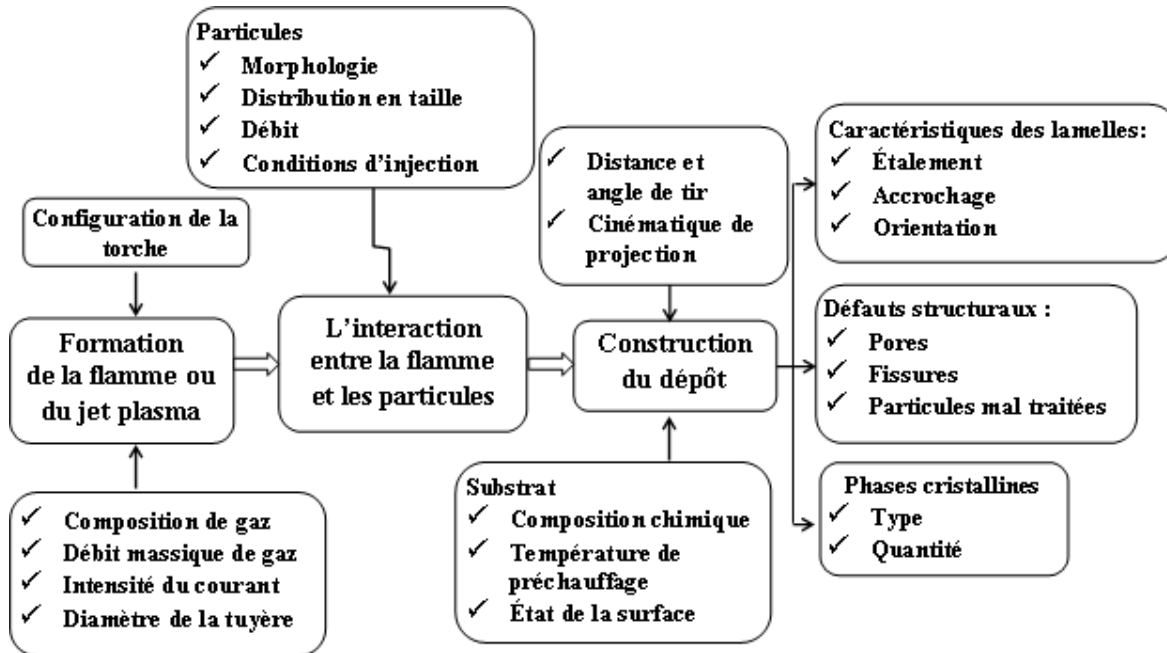 Particules
✓ Morphologie
✓ Distribution en taille
✓ Débit
✓ Conditions d'injection
Configuration de la
torche
Formation
de la flamme ou
du jet plasma
✓ Composition de gaz
✓ Débit massique de gaz
✓ Intensité du courant
✓ Diamètre de la tuyère
L'interaction
entre la flamme
et les particules
✓ Distance et
angle de tir
✓ Cinématique de
projection
Construction
du dépôt
Substrat
✓ Composition chimique
✓ Température de
préchauffage
✓ État de la surface
Caractéristiques des lamelles:
✓ Étalement
✓ Accrochage
✓ Orientation
Défauts structuraux :
✓ Pores
✓ Fissures
✓ Particules mal traitées
Phases cristallines
✓ Type
✓ Quantité